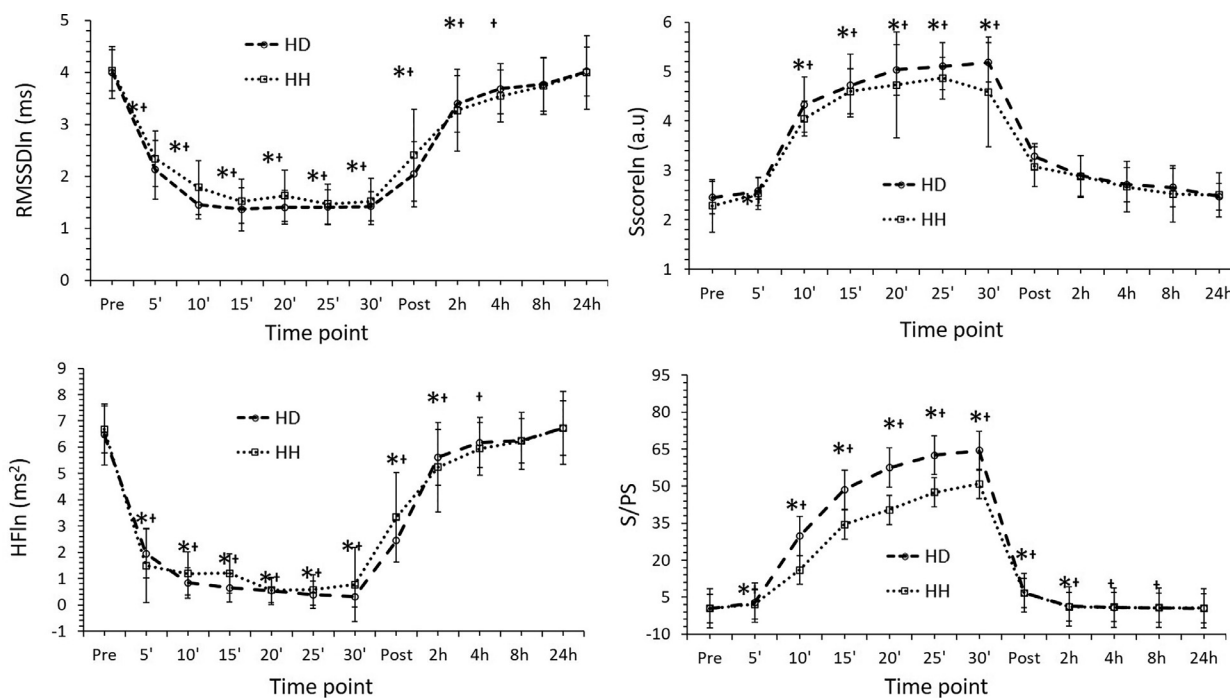 5
4
3
2
1
0
RMSSDln (ms)
*ꝉ *ꝉ *ꝉ *ꝉ *ꝉ *ꝉ *ꝉ *ꝉ ꝉ
HD
HH
Pre 5' 10' 15' 20' 25' 30' Post 2h 4h 8h 24h
Time point
6
5
4
3
2
1
Sscoreln (a.u)
*ꝉ *ꝉ *ꝉ *ꝉ *ꝉ *ꝉ
HD
HH
Pre 5' 10' 15' 20' 25' 30' Post 2h 4h 8h 24h
Time point
9
8
7
6
5
4
3
2
1
0
-1
HFln (ms²)
*ꝉ *ꝉ *ꝉ *ꝉ *ꝉ *ꝉ *ꝉ *ꝉ ꝉ
HD
HH
Pre 5' 10' 15' 20' 25' 30' Post 2h 4h 8h 24h
Time point
95
80
65
50
35
20
5
-10
S/PS
*ꝉ *ꝉ *ꝉ *ꝉ *ꝉ *ꝉ *ꝉ *ꝉ ꝉ ꝉ
HD
HH
Pre 5' 10' 15' 20' 25' 30' Post 2h 4h 8h 24h
Time point